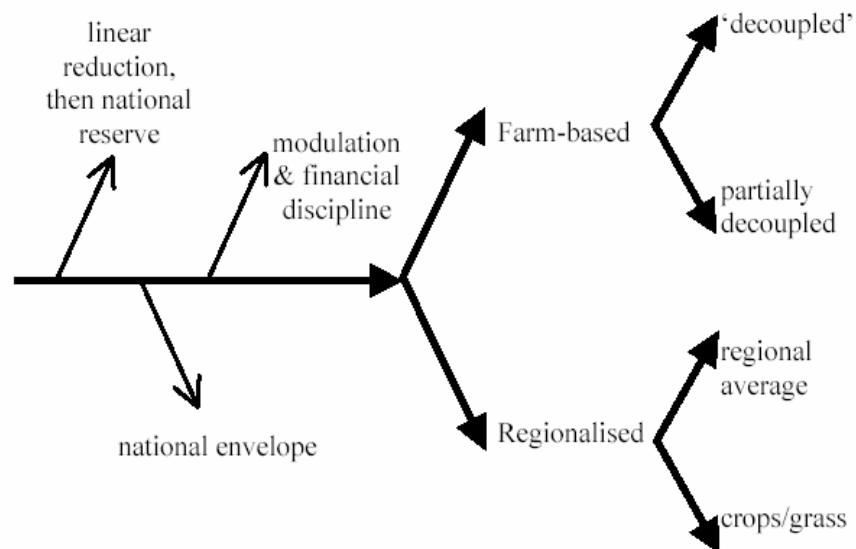 linear
reduction,
then national
reserve
modulation
& financial
discipline
national envelope
Farm-based
'decoupled'
partially
decoupled
Regionalised
regional
average
crops/grass